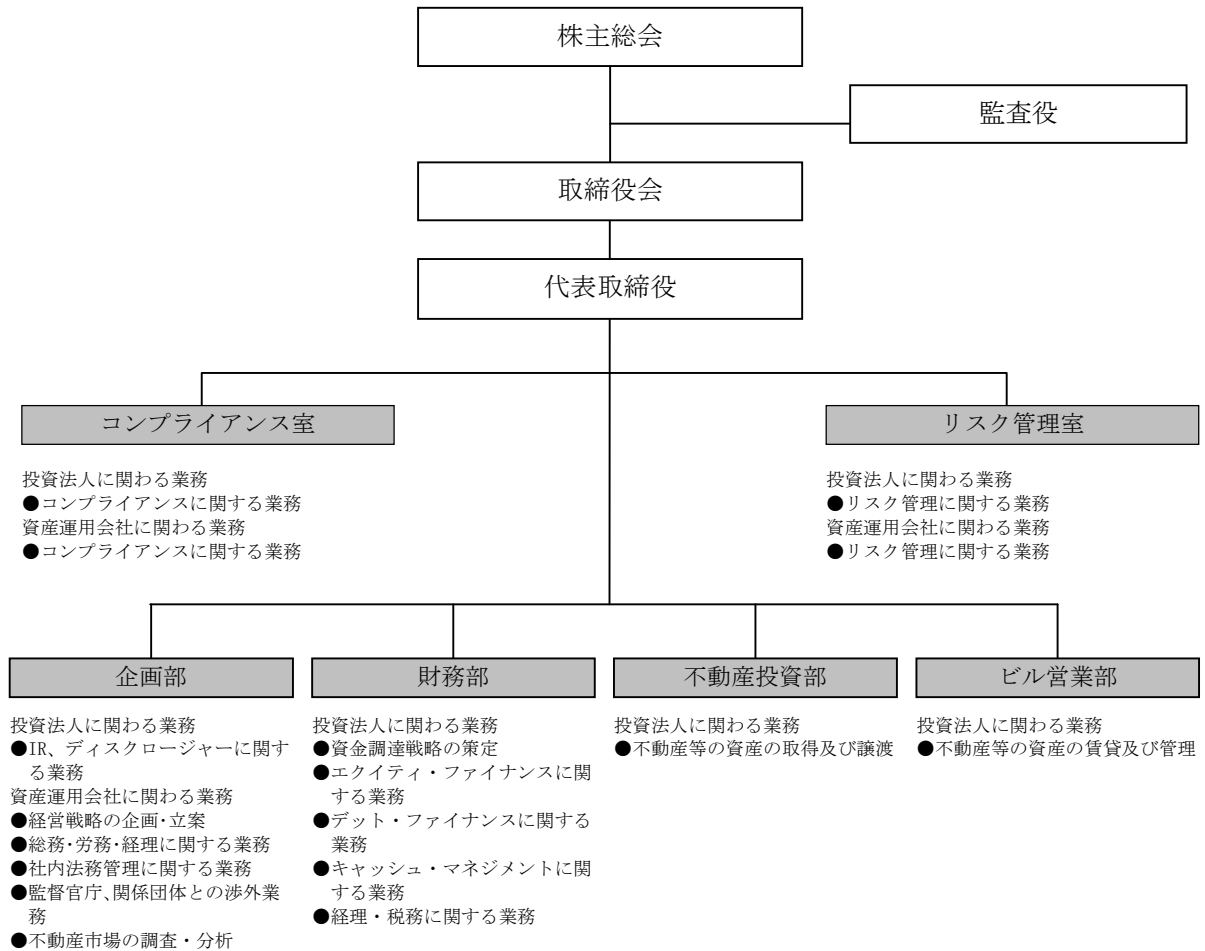 株主総会
監査役
取締役会
代表取締役
コンプライアンス室
投資法人に関わる業務
●コンプライアンスに関する業務
資産運用会社に関わる業務
●コンプライアンスに関する業務
リスク管理室
投資法人に関わる業務
●リスク管理に関する業務
資産運用会社に関わる業務
●リスク管理に関する業務
企画部
投資法人に関わる業務
●IR、ディスクロージャーに関す
る業務
資産運用会社に関わる業務
●経営戦略の企画･立案
●総務･労務･経理に関する業務
●社内法務管理に関する業務
●監督官庁､関係団体との渉外業
務
●不動産市場の調査・分析
財務部
投資法人に関わる業務
●資金調達戦略の策定
●エクイティ・ファイナンスに関
する業務
●デット・ファイナンスに関する
業務
●キャッシュ・マネジメントに関
する業務
●経理・税務に関する業務
不動産投資部
投資法人に関わる業務
●不動産等の資産の取得及び譲渡
ビル営業部
投資法人に関わる業務
●不動産等の資産の賃貸及び管理